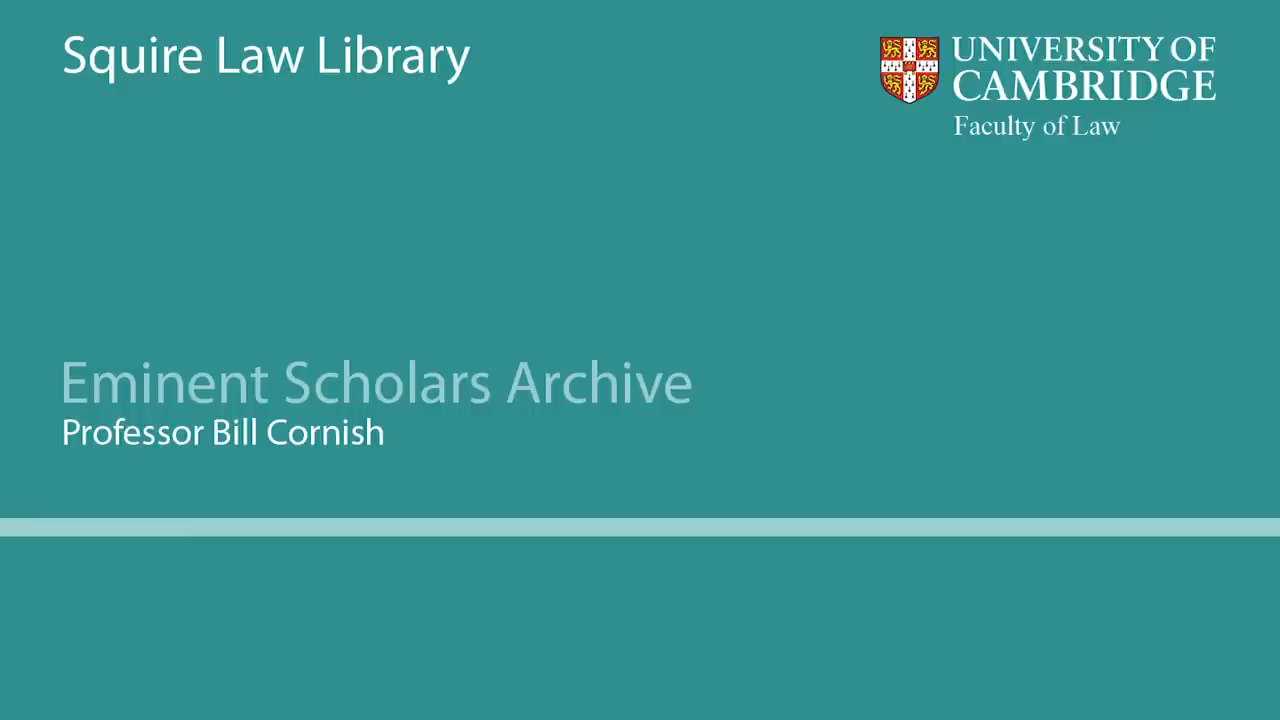 Squire Law Library
UNIVERSITY OF
CAMBRIDGE
Faculty of Law
Eminent Scholars Archive
Professor Bill Cornish